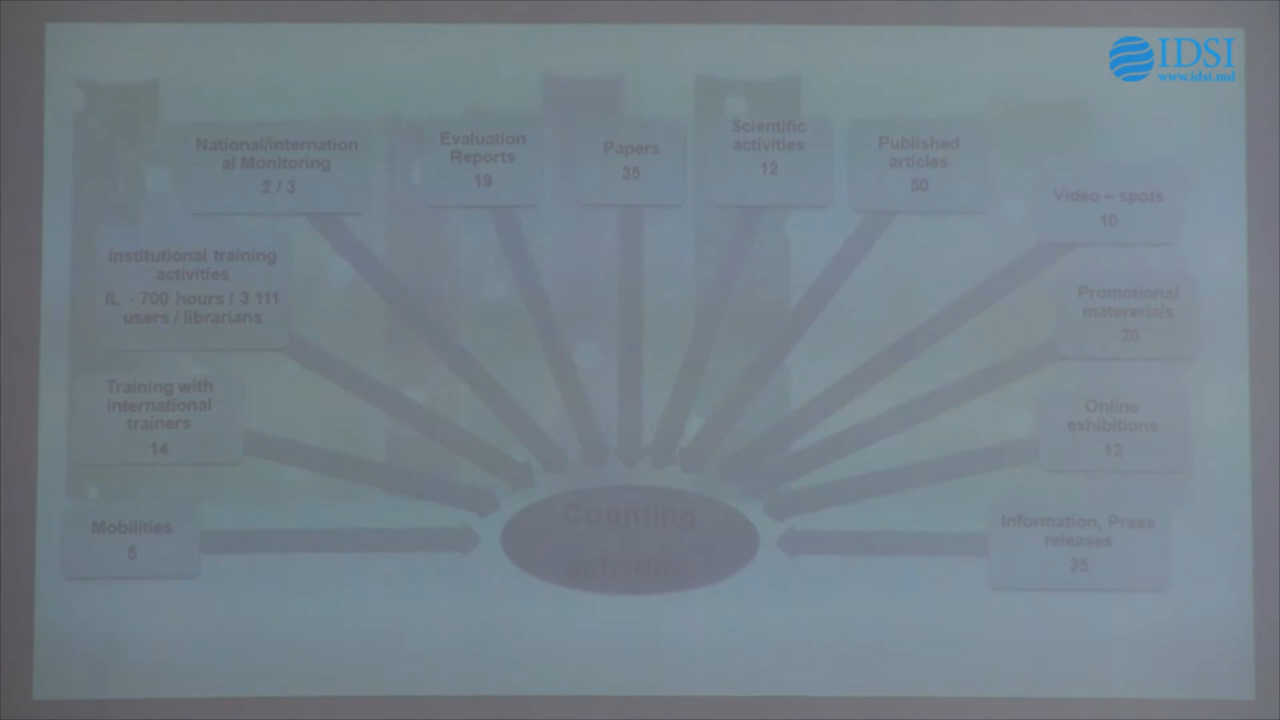 IDSI
www.idsi.md
National/internation
al Monitoring
2 / 3
Evaluation
Reports
19
Papers
35
Scientific
activities
12
Published
articles
50
Video – spots
10
Institutional training
activities
IL - 700 hours / 3 111
users / librarians
Promotional
matererials
20
Training with
international
trainers
14
Online
exhibitions
12
Mobilities
5
Counting
Information, Press
releases
35